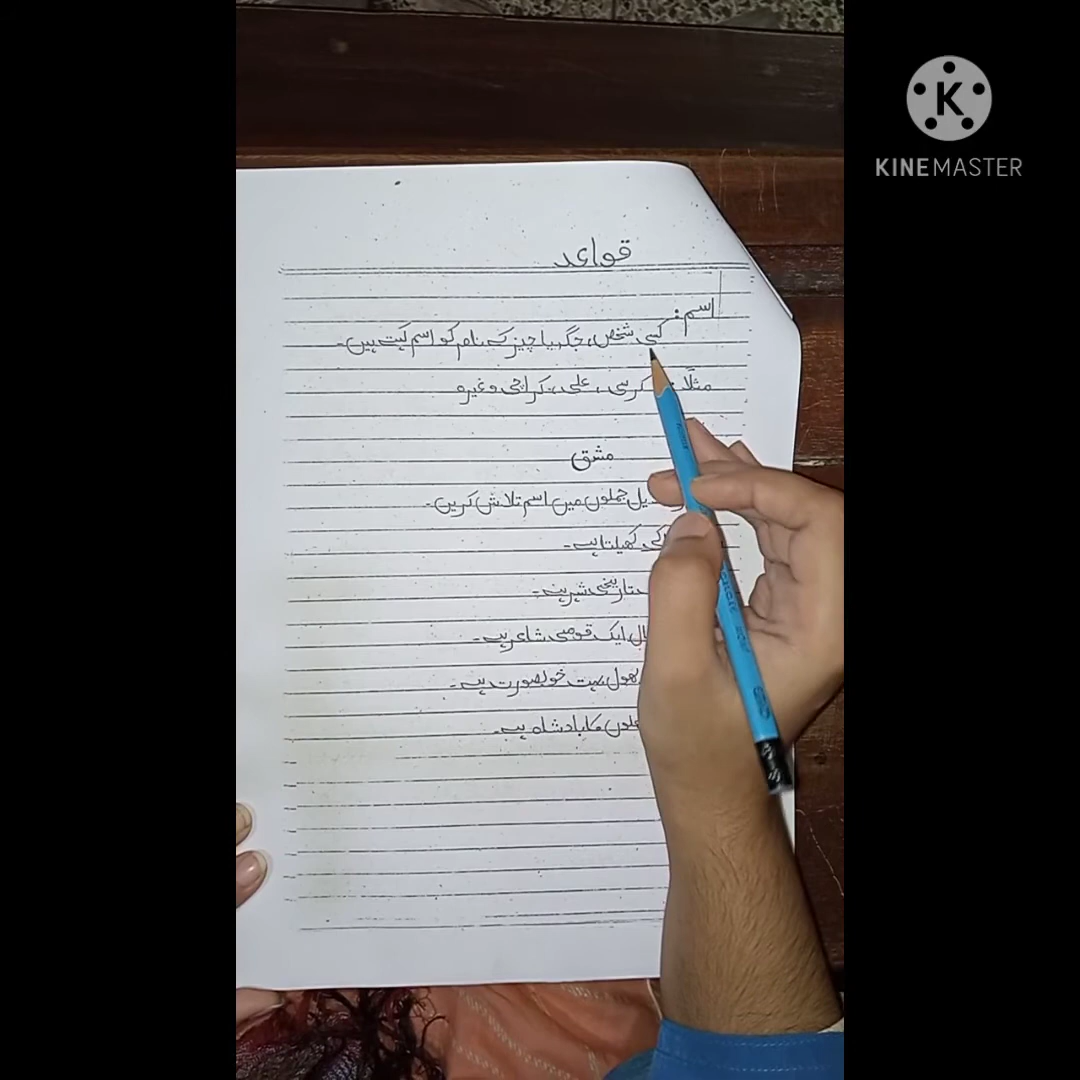 قواعد
اسم:
کسی شخص، جگہ یا چیز کے نام کو اسم کہتے ہیں۔
مثلاً کرسی، علی، کراچی وغیرہ
مشق
جملوں میں اسم تلاش کریں۔
کھیلتا ہے۔
تاریخی شہر ہے۔
ایک قومی شاعر ہے۔
بہت خوبصورت ہے۔
کا بادشاہ ہے۔
K
KINEMASTER